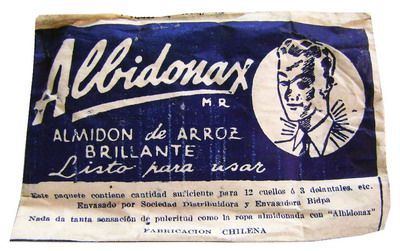 Albidonax
M.R
ALMIDON de ARROZ
BRILLANTE
Listo para usar
Este paquete contiene cantidad suficiente para 12 cuellos ó 3 delantales, etc.
Envasado por Sociedad Distribuidora y Envasadora Bidpa
Nada da tanta sensación de pulcritud como la ropa almidonada con "Albidonax"
FABRICACION CHILENA